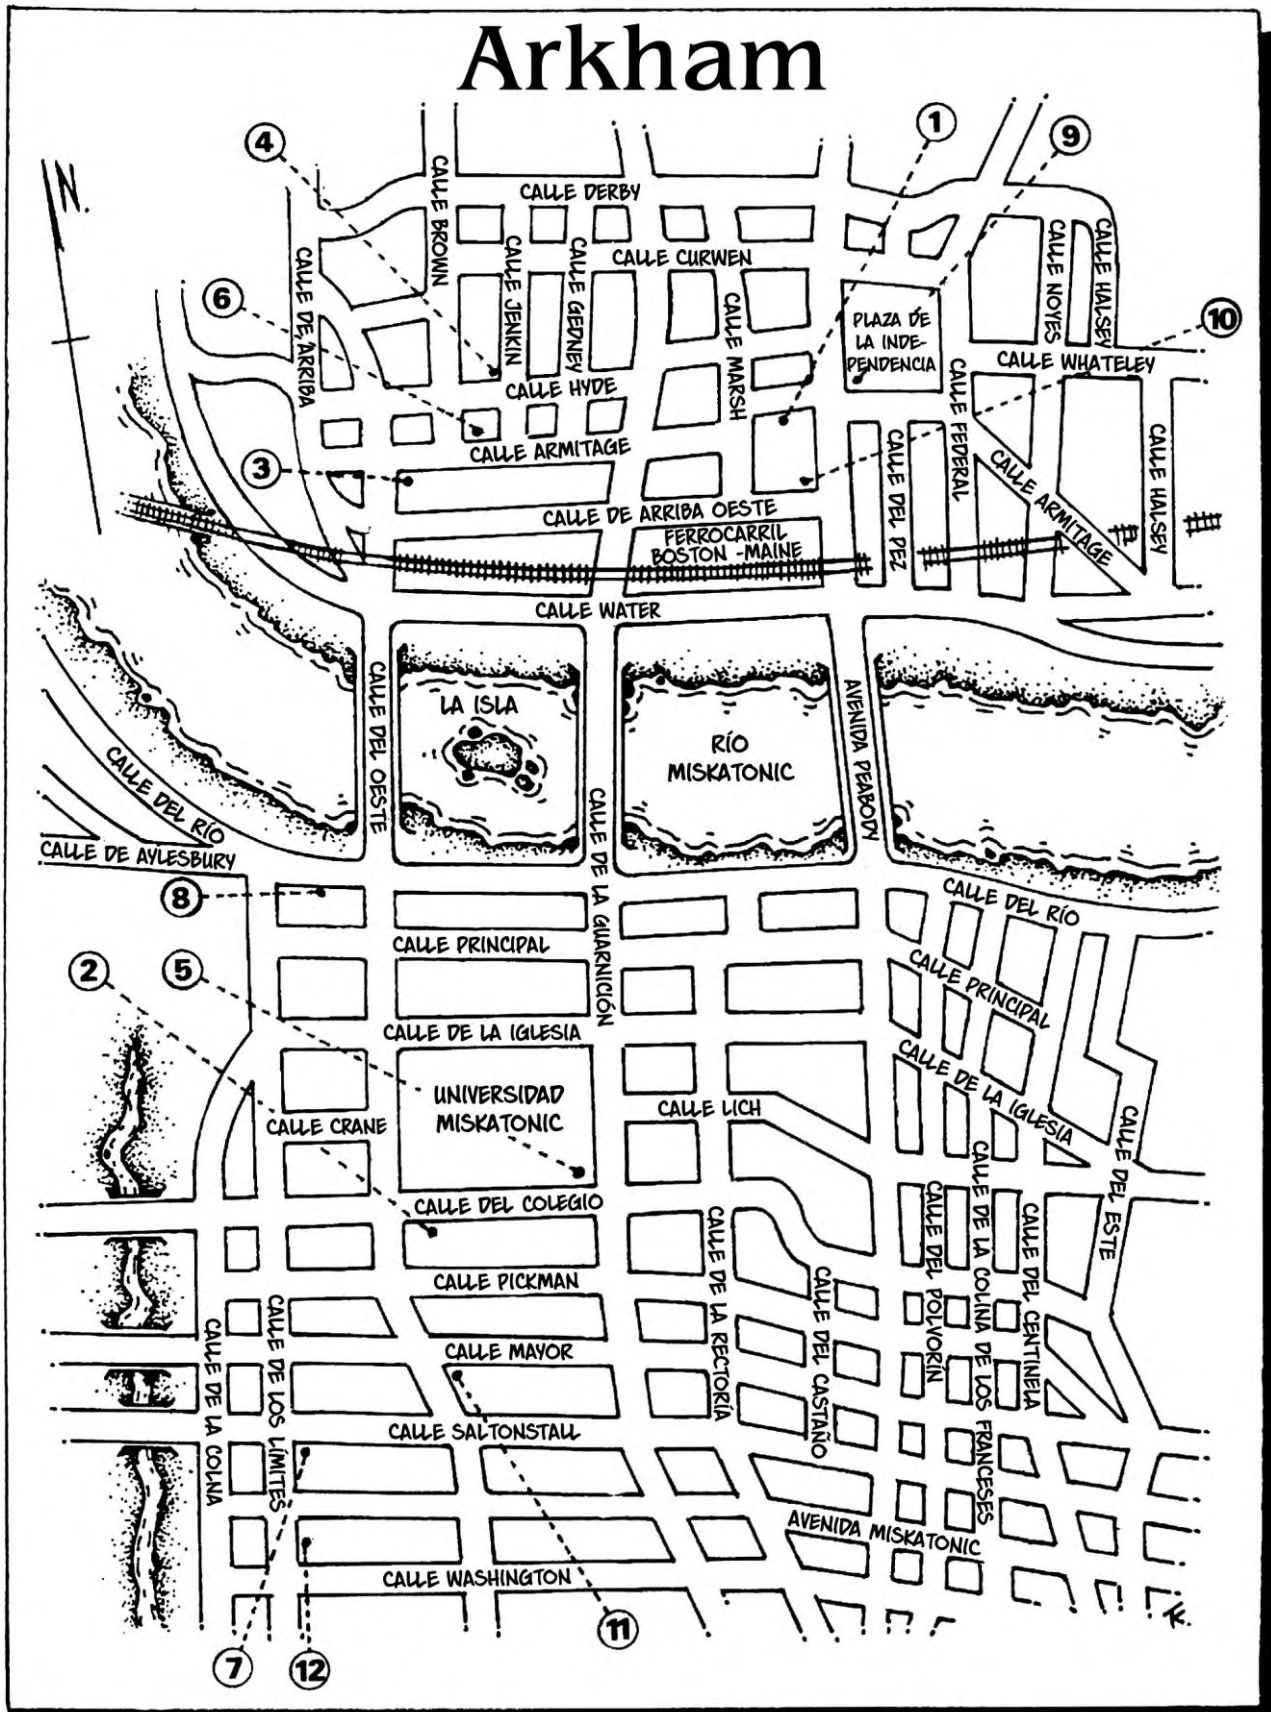 Arkham
N.
4
1
9
CALLE DERBY
CALLE BROWN
CALLE CURWEN
CALLE DE ARRIBA
CALLE JENKIN
CALLE GEDNEY
CALLE NOYES
CALLE HALSEY
6
CALLE MARSH
PLAZA DE
LA INDE-
PENDENCIA
10
CALLE HYDE
CALLE WHATELEY
CALLE FEDERAL
3
CALLE ARMITAGE
CALLE DEL PEZ
CALLE ARMITAGE
CALLE HALSEY
CALLE DE ARRIBA OESTE
FERROCARRIL
BOSTON -MAINE
CALLE WATER
LA ISLA
CALLE DEL OESTE
RÍO
MISKATONIC
AVENIDA PEABODY
CALLE DEL RÍO
CALLE DE AYLESBURY
CALLE DE LA GUARNICIÓN
8
CALLE DEL RÍO
CALLE PRINCIPAL
2
5
CALLE PRINCIPAL
CALLE DE LA IGLESIA
CALLE DE LA IGLESIA
UNIVERSIDAD
MISKATONIC
CALLE LICH
CALLE CRANE
CALLE DEL ESTE
CALLE DEL COLEGIO
CALLE DE LA RECTORÍA
CALLE DEL POLVORÍN
CALLE DE LA COLINA DE LOS FRANCESES
CALLE DEL CENTINELA
CALLE PICKMAN
CALLE DEL CASTAÑO
CALLE DE LA COLNA
CALLE DE LOS LÍMITES
CALLE MAYOR
CALLE SALTONSTALL
AVENIDA MISKATONIC
CALLE WASHINGTON
11
7
12